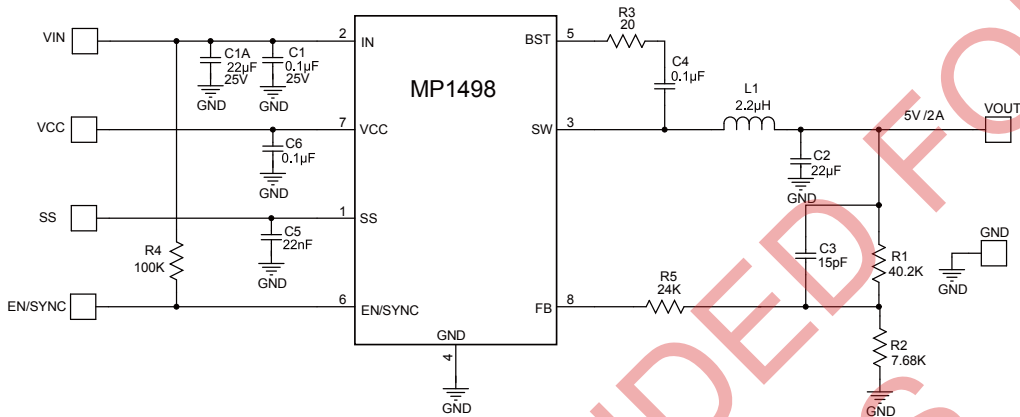 VIN
C1A
22µF
25V
GND
C1
0.1µF
25V
GND
2
IN
MP1498
BST
5
R3
20
C4
0.1µF
VCC
C6
0.1µF
GND
7
VCC
SW
3
L1
2.2µH
5V /2A
VOUT
C2
22µF
GND
SS
C5
22nF
GND
1
SS
R4
100K
C3
15pF
R1
40.2K
GND
GND
EN/SYNC
6
EN/SYNC
FB
8
R5
24K
GND
4
GND
R2
7.68K
GND